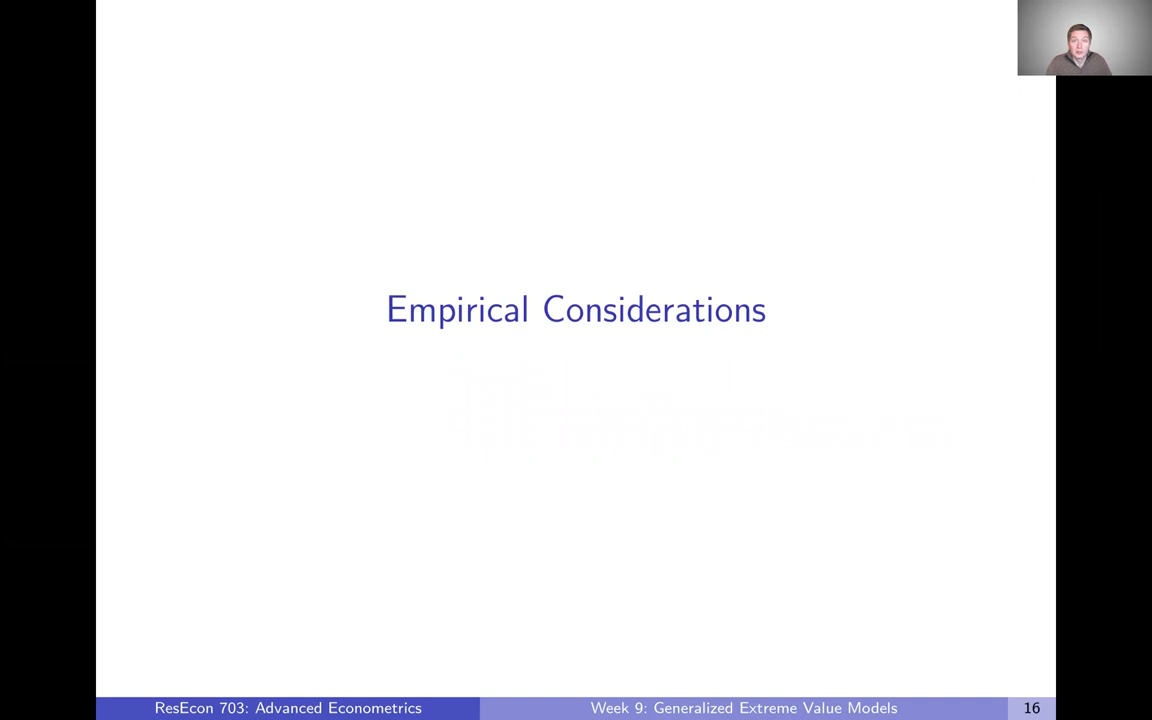 Empirical Considerations
ResEcon 703: Advanced Econometrics
Week 9: Generalized Extreme Value Models
16